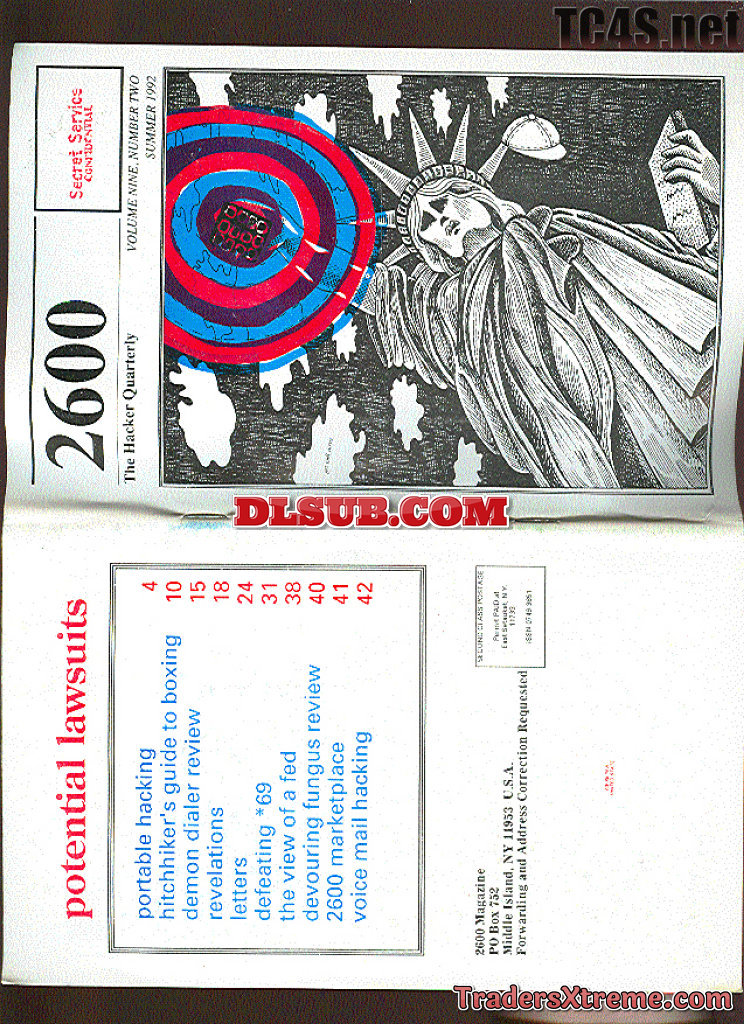 TC4S.net
Secret Service
CONFIDENTIAL
2600
The Hacker Quarterly
VOLUME NINE, NUMBER TWO
SUMMER 1992
DLSUB.COM
potential lawsuits
portable hacking 4
hitchhiker's guide to boxing 10
demon dialer review 15
revelations 18
letters 24
defeating *69 31
the view of a fed 38
devouring fungus review 40
2600 marketplace 41
voice mail hacking 42
2600 Magazine
PO Box 752
Middle Island, NY 11953 U.S.A.
Forwarding and Address Correction Requested
SECOND CLASS POSTAGE
Permit PAID at
East Setauket, N.Y.
11733
ISSN 0749-3851
TradersXtreme.com